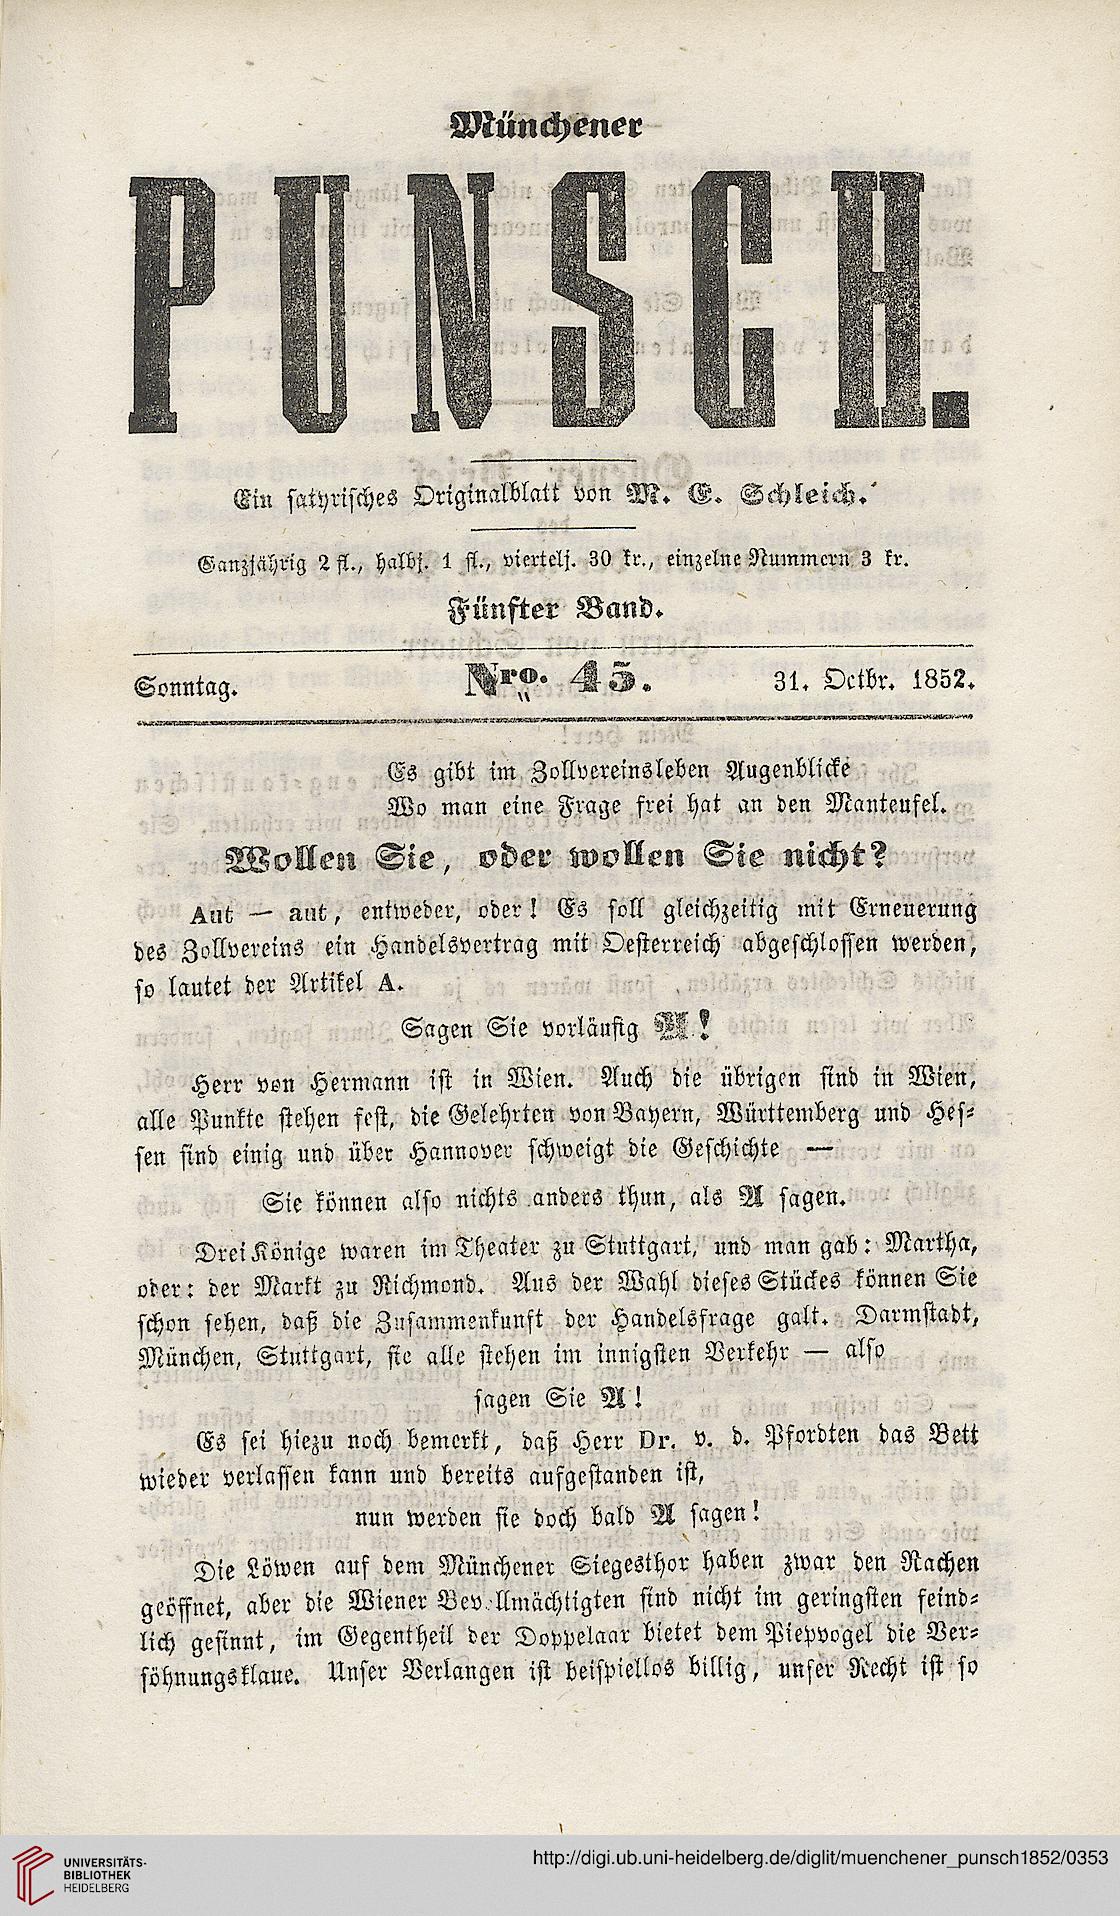 Münchener
PUNSCH.
Ein satyrisches Originalblatt von M. E. Schleich.
Ganzjährig 2 fl., halbj. 1 fl., viertelj. 30 kr., einzelne Nummern 3 kr.
Fünfter Band.
Sonntag. Nro. 45. 31. Octbr. 1852.
Es gibt im Zollvereinsleben Augenblicke
Wo man eine Frage frei hat an den Manteufel.
Wollen Sie, oder wollen Sie nicht?
Aut — aut, entweder, oder! Es soll gleichzeitig mit Erneuerung
des Zollvereins ein Handelsvertrag mit Oesterreich abgeschlossen werden,
so lautet der Artikel A.
Sagen Sie vorläufig A!
Herr von Hermann ist in Wien. Auch die übrigen sind in Wien,
alle Punkte stehen fest, die Gelehrten von Bayern, Württemberg und Hes-
sen sind einig und über Hannover schweigt die Geschichte —
Sie können also nichts anders thun, als A sagen.
Drei Könige waren im Theater zu Stuttgart, und man gab: Martha,
oder: der Markt zu Richmond. Aus der Wahl dieses Stückes können Sie
schon sehen, daß die Zusammenkunft der Handelsfrage galt. Darmstadt,
München, Stuttgart, sie alle stehen im innigsten Verkehr — also
sagen Sie A!
Es sei hiezu noch bemerkt, daß Herr Dr. v. d. Pfordten das Bett
wieder verlassen kann und bereits aufgestanden ist,
nun werden sie doch bald A sagen!
Die Löwen auf dem Münchener Siegesthor haben zwar den Rachen
geöffnet, aber die Wiener Bevollmächtigten sind nicht im geringsten feind-
lich gesinnt, im Gegentheil der Doppelaar bietet dem Piepvogel die Ver-
söhnungsklaue. Unser Verlangen ist beispiellos billig, unser Recht ist so
UNIVERSITÄTS-
BIBLIOTHEK
HEIDELBERG
http://digi.ub.uni-heidelberg.de/diglit/muenchener_punsch1852/0353